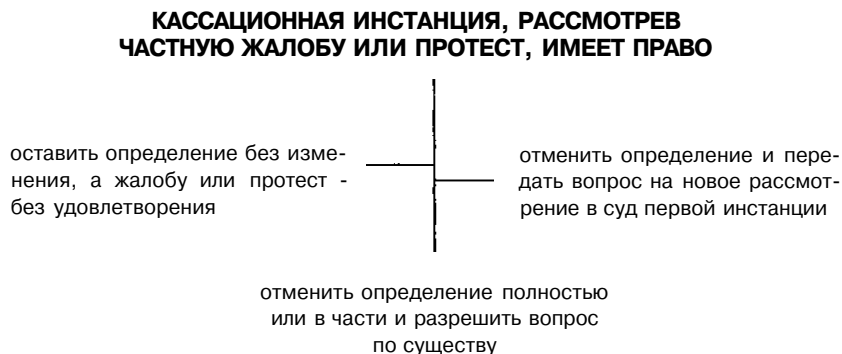 КАССАЦИОННАЯ ИНСТАНЦИЯ, РАССМОТРЕВ
ЧАСТНУЮ ЖАЛОБУ ИЛИ ПРОТЕСТ, ИМЕЕТ ПРАВО
оставить определение без изме-
нения, а жалобу или протест -
без удовлетворения
отменить определение и пере-
дать вопрос на новое рассмот-
рение в суд первой инстанции
отменить определение полностью
или в части и разрешить вопрос
по существу